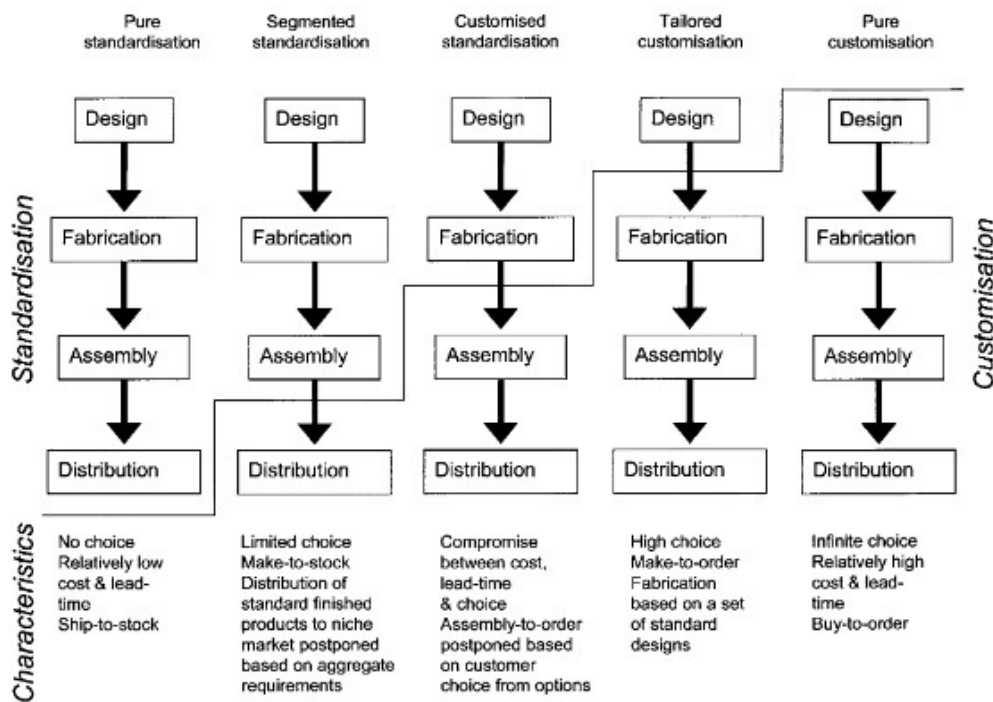 Pure
standardisation
Segmented
standardisation
Customised
standardisation
Tailored
customisation
Pure
customisation
Design
Design
Design
Design
Design
Fabrication
Fabrication
Fabrication
Fabrication
Fabrication
Assembly
Assembly
Assembly
Assembly
Assembly
Distribution
Distribution
Distribution
Distribution
Distribution
Standardisation
Customisation
Characteristics
No choice
Relatively low
cost & lead-
time
Ship-to-stock
Limited choice
Make-to-stock
Distribution of
standard finished
products to niche
market postponed
based on aggregate
requirements
Compromise
between cost,
lead-time
& choice
Assembly-to-order
postponed based
on customer
choice from options
High choice
Make-to-order
Fabrication
based on a set
of standard
designs
Infinite choice
Relatively high
cost & lead-
time
Buy-to-order